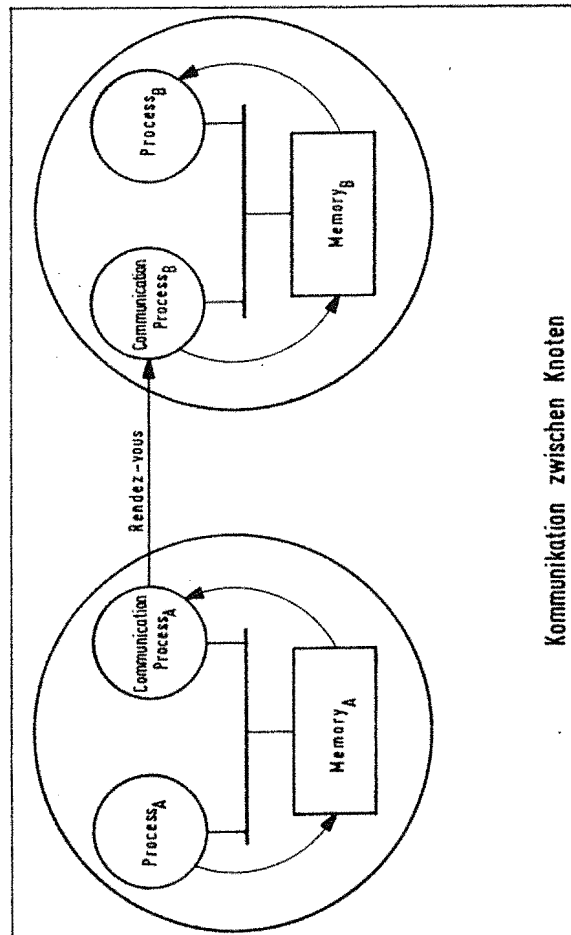 Process_A
Communication
Process_A
Rendez-vous
Communication
Process_B
Process_B
Memory_A
Memory_B
Kommunikation zwischen Knoten